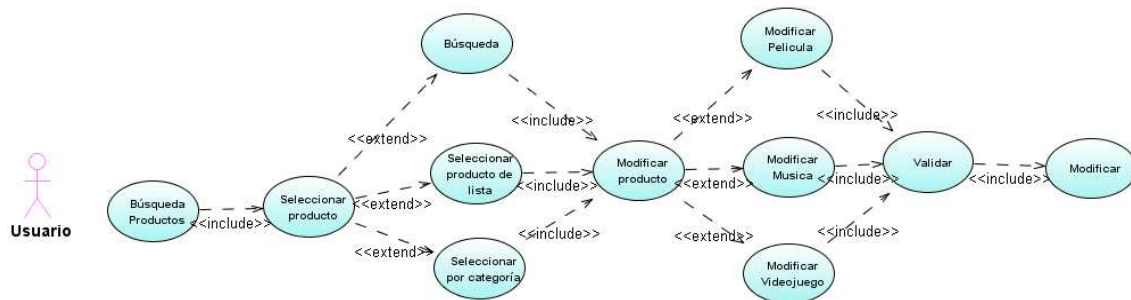 Búsqueda
Modificar
Pelicula
<<extend>>
<<include>>
<<extend>>
<<include>>
Usuario
Búsqueda
Productos
<<include>>
Seleccionar
producto
<<extend>>
Seleccionar
producto de
lista
<<include>>
Modificar
producto
<<extend>>
Modificar
Musica
<<include>>
Validar
<<include>>
Modificar
<<extend>>
Seleccionar
por categoría
<<include>>
<<extend>>
Modificar
Videojuego
<<include>>